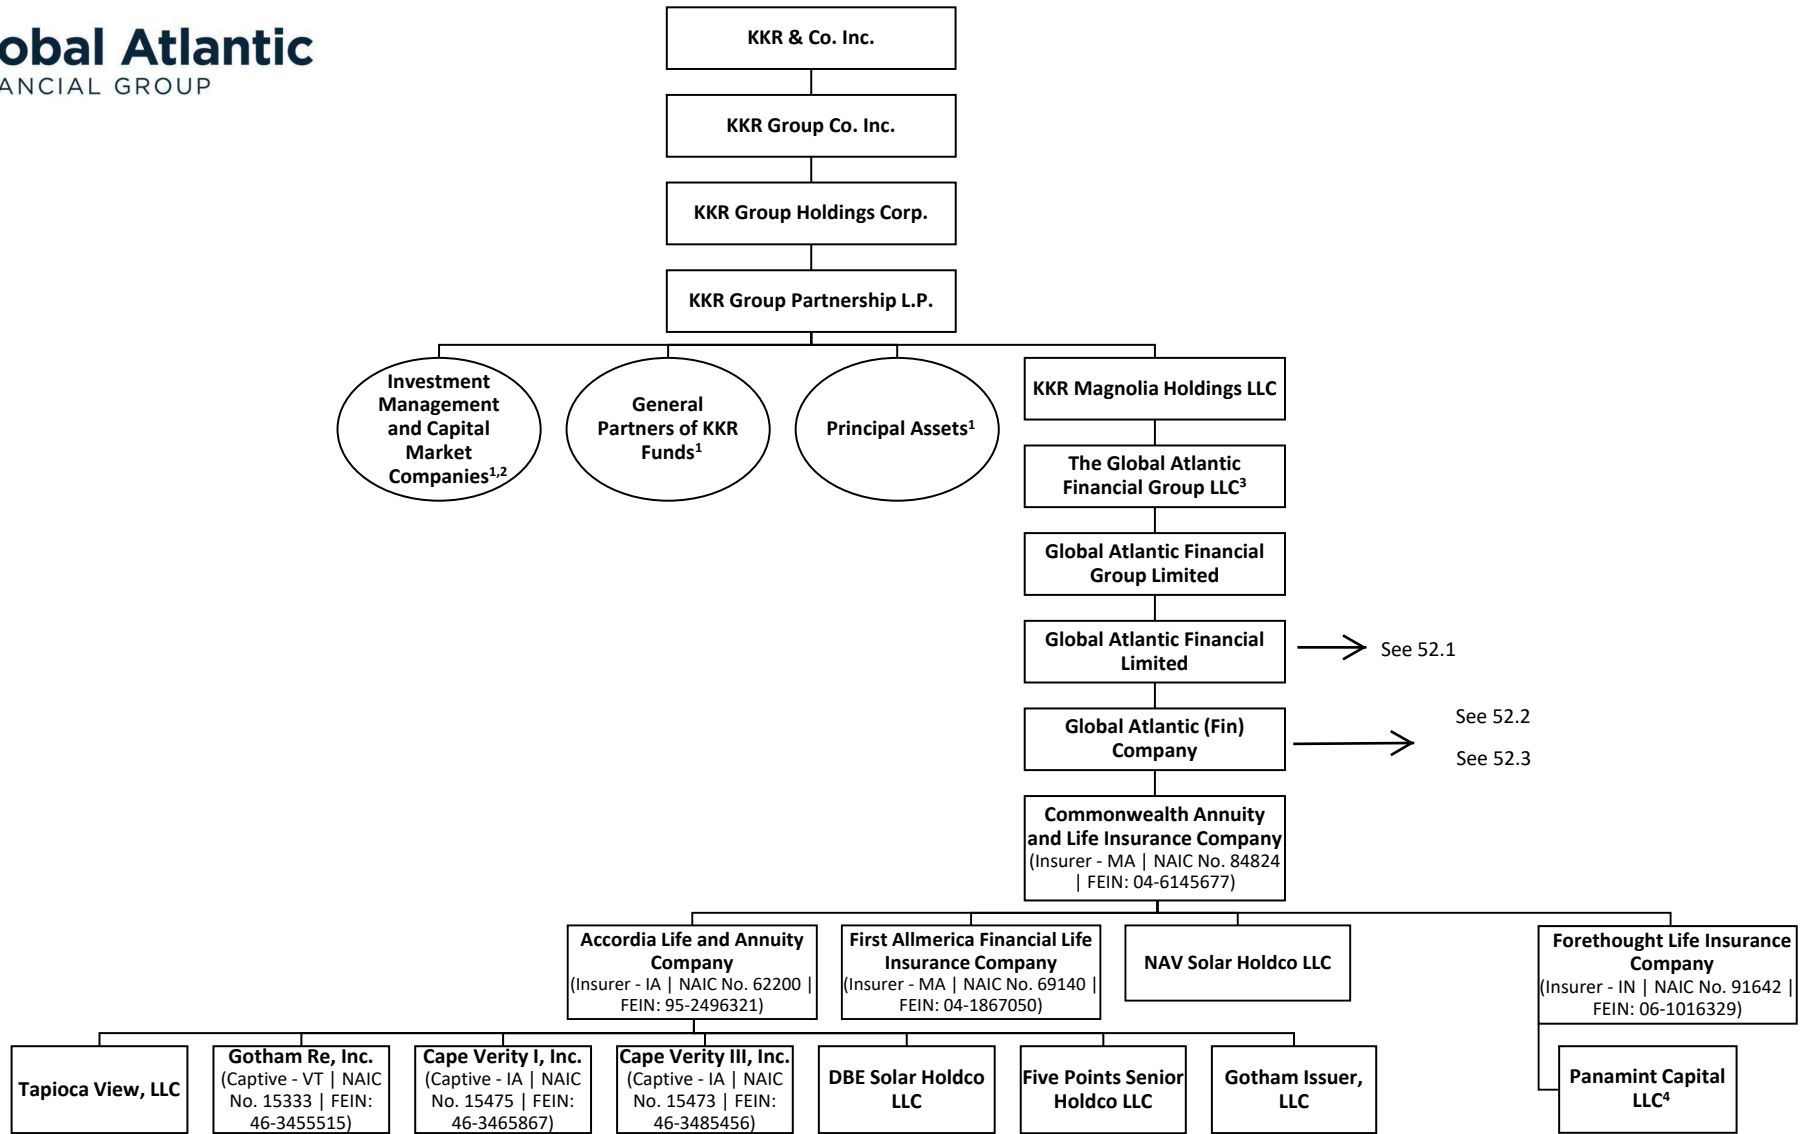 obal Atlantic
ANCIAL GROUP
KKR & Co. Inc.
KKR Group Co. Inc.
KKR Group Holdings Corp.
KKR Group Partnership L.P.
Investment
Management
and Capital
Market
Companies1,2
General
Partners of KKR
Funds1
Principal Assets1
KKR Magnolia Holdings LLC
The Global Atlantic
Financial Group LLC3
Global Atlantic Financial
Group Limited
Global Atlantic Financial
Limited
See 52.1
Global Atlantic (Fin)
Company
See 52.2
See 52.3
Commonwealth Annuity
and Life Insurance Company
(Insurer - MA | NAIC No. 84824
| FEIN: 04-6145677)
Accordia Life and Annuity
Company
(Insurer - IA | NAIC No. 62200 |
FEIN: 95-2496321)
First Allmerica Financial Life
Insurance Company
(Insurer - MA | NAIC No. 69140 |
FEIN: 04-1867050)
NAV Solar Holdco LLC
Forethought Life Insurance
Company
(Insurer - IN | NAIC No. 91642 |
FEIN: 06-1016329)
Tapioca View, LLC
Gotham Re, Inc.
(Captive - VT | NAIC
No. 15333 | FEIN:
46-3455515)
Cape Verity I, Inc.
(Captive - IA | NAIC
No. 15475 | FEIN:
46-3465867)
Cape Verity III, Inc.
(Captive - IA | NAIC
No. 15473 | FEIN:
46-3485456)
DBE Solar Holdco
LLC
Five Points Senior
Holdco LLC
Gotham Issuer,
LLC
Panamint Capital
LLC4